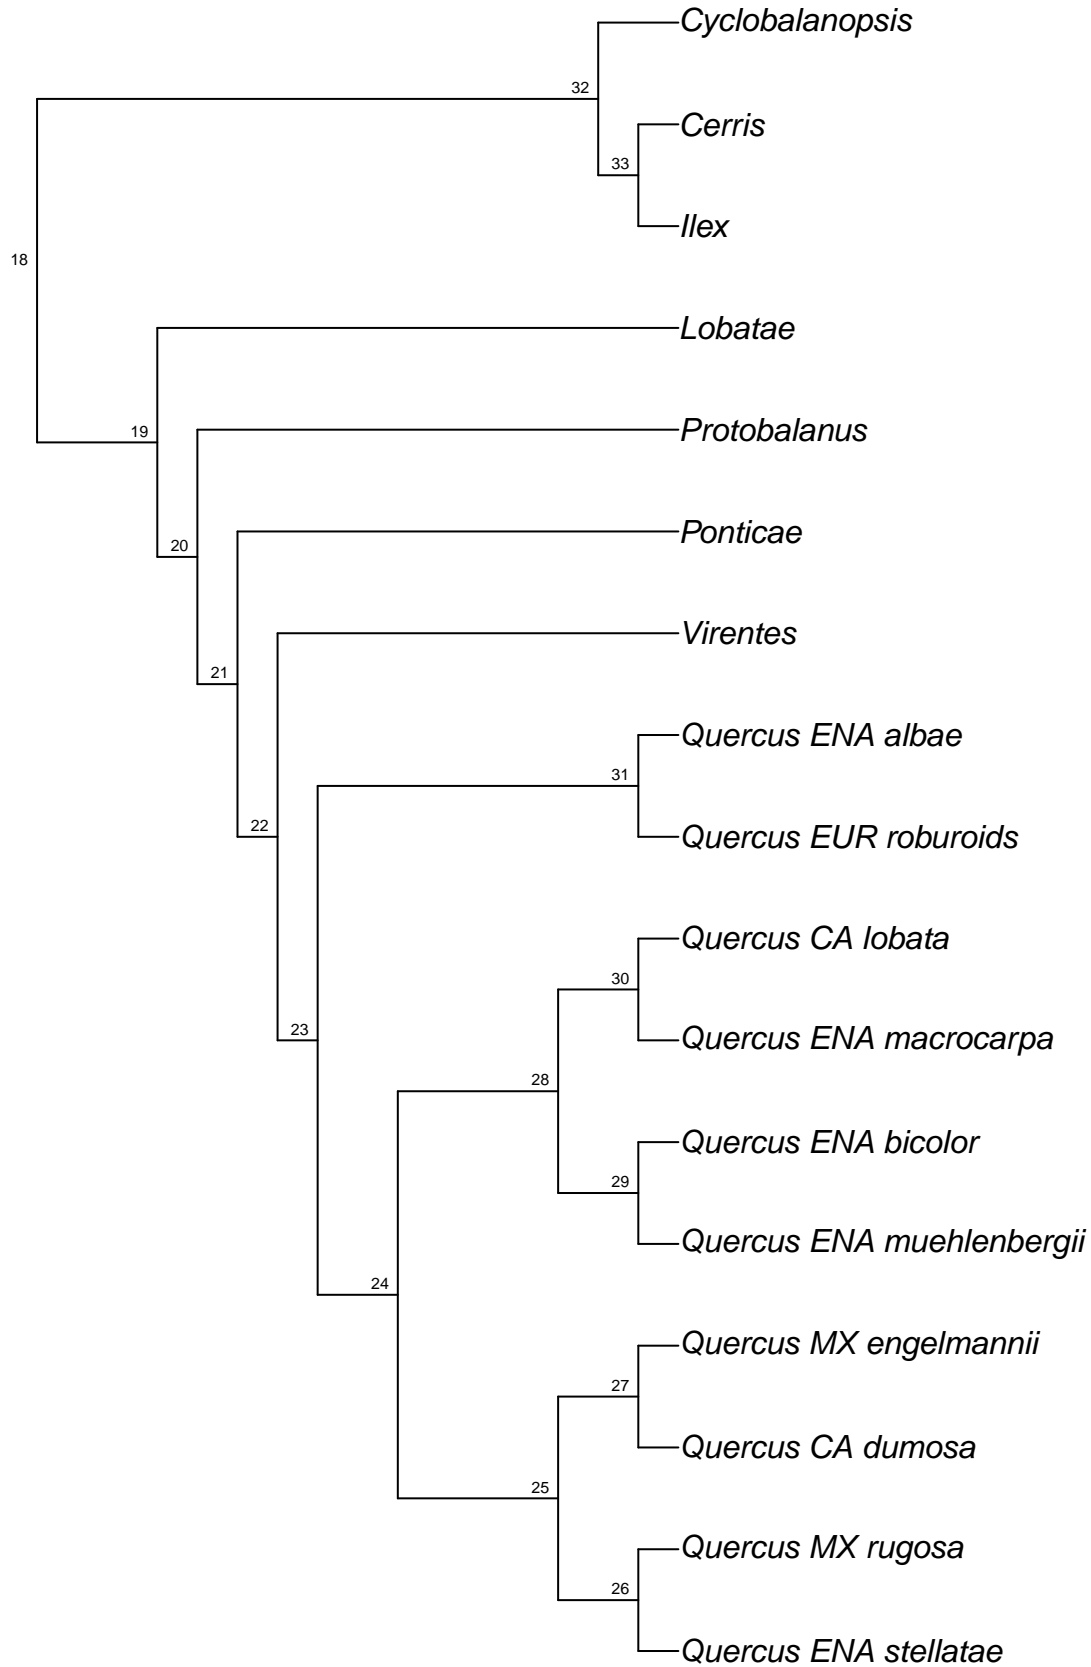 Cyclobalanopsis
32
Cerris
33
Ilex
18
Lobatae
19
Protobalanus
20
Ponticae
Virentes
21
Quercus ENA albae
31
22
Quercus EUR roburoids
Quercus CA lobata
30
23
Quercus ENA macrocarpa
28
Quercus ENA bicolor
29
Quercus ENA muehlenbergii
24
Quercus MX engelmannii
27
Quercus CA dumosa
25
Quercus MX rugosa
26
Quercus ENA stellatae